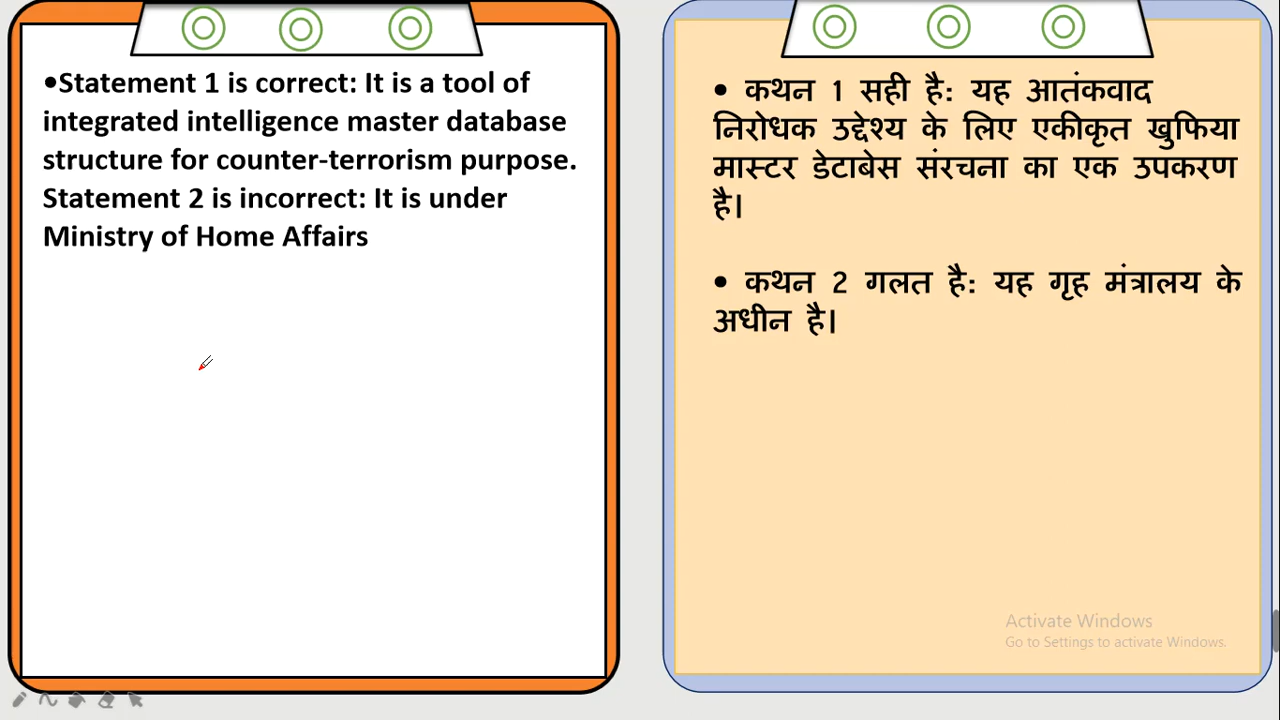 •Statement 1 is correct: It is a tool of
integrated intelligence master database
structure for counter-terrorism purpose.
Statement 2 is incorrect: It is under
Ministry of Home Affairs
• कथन 1 सही है: यह आतंकवाद
निरोधक उद्देश्य के लिए एकीकृत खुफिया
मास्टर डेटाबेस संरचना का एक उपकरण
है।
• कथन 2 गलत है: यह गृह मंत्रालय के
अधीन है।
Activate Windows
Go to Settings to activate Windows.